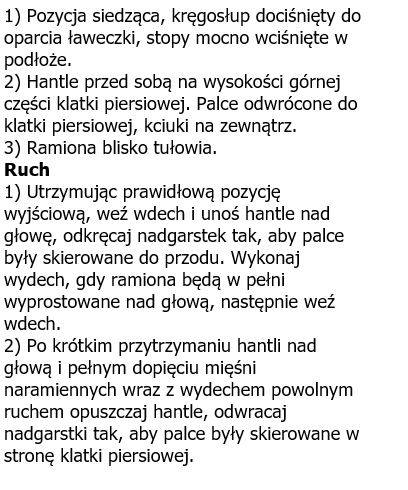 1) Pozycja siedząca, kręgosłup dociśnięty do
oparcia ławeczki, stopy mocno wciśnięte w
podłoże.
2) Hantle przed sobą na wysokości górnej
części klatki piersiowej. Palce odwrócone do
klatki piersiowej, kciuki na zewnątrz.
3) Ramiona blisko tułowia.
Ruch
1) Utrzymując prawidłową pozycję
wyjściową, weź wdech i unoś hantle nad
głowę, odkręcaj nadgarstek tak, aby palce
były skierowane do przodu. Wykonaj
wydech, gdy ramiona będą w pełni
wyprostowane nad głową, następnie weź
wdech.
2) Po krótkim przytrzymaniu hantli nad
głową i pełnym dopięciu mięśni
naramiennych wraz z wydechem powolnym
ruchem opuszczaj hantle, odwracaj
nadgarstki tak, aby palce były skierowane w
stronę klatki piersiowej.